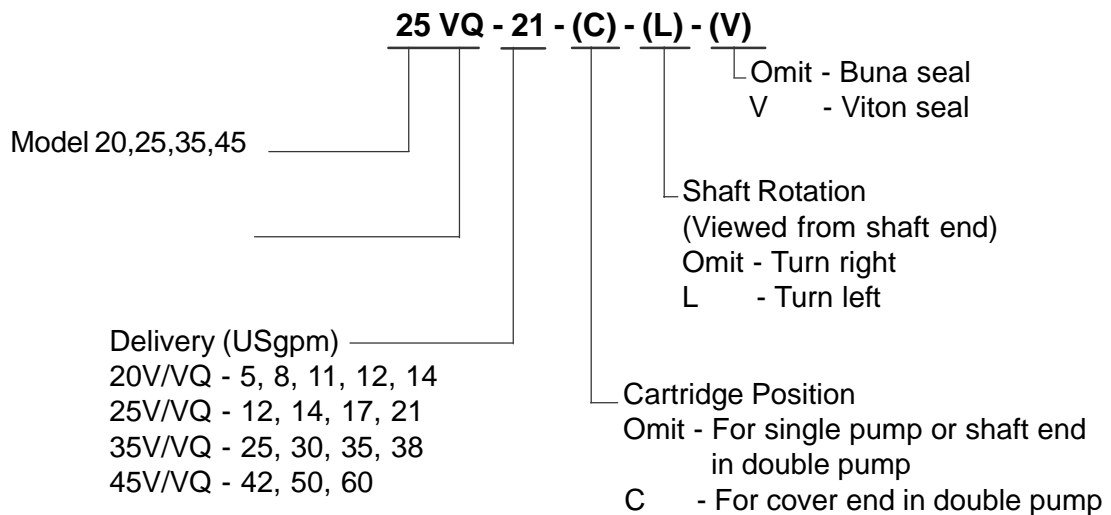 25 VQ - 21 - (C) - (L) - (V)
Omit - Buna seal
V - Viton seal
Model 20,25,35,45
Shaft Rotation
(Viewed from shaft end)
Omit - Turn right
L - Turn left
Delivery (USgpm)
20V/VQ - 5, 8, 11, 12, 14
25V/VQ - 12, 14, 17, 21
35V/VQ - 25, 30, 35, 38
45V/VQ - 42, 50, 60
Cartridge Position
Omit - For single pump or shaft end
in double pump
C - For cover end in double pump